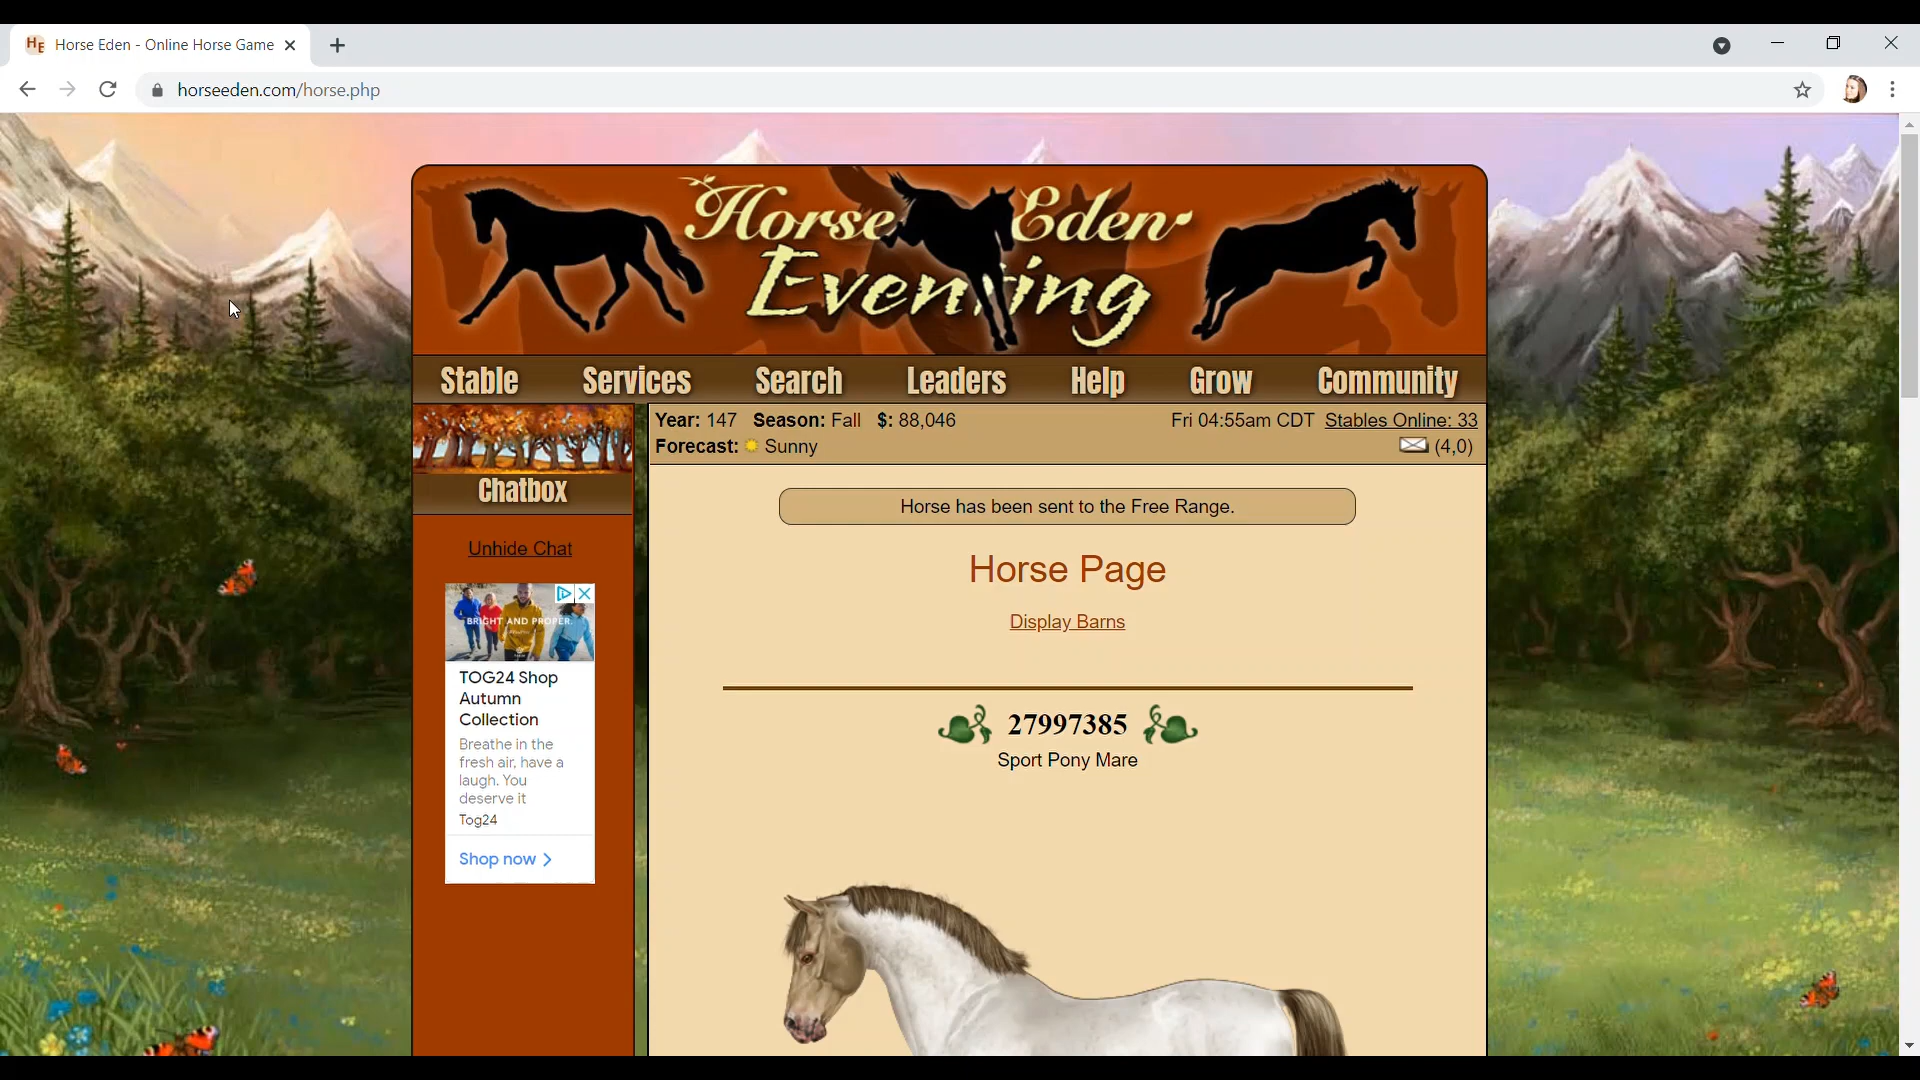 HE Horse Eden - Online Horse Game
horseeden.com/horse.php
Horse Eden
Eventing
Stable Services Search Leaders Help Grow Community
Year: 147 Season: Fall $: 88,046 Fri 04:55am CDT Stables Online: 33
Forecast: Sunny (4,0)
Chatbox
Unhide Chat
BRIGHT AND PROPER.
TOG24 Shop
Autumn
Collection
Breathe in the
fresh air, have a
laugh. You
deserve it
Tog24
Shop now
Horse has been sent to the Free Range.
Horse Page
Display Barns
27997385
Sport Pony Mare